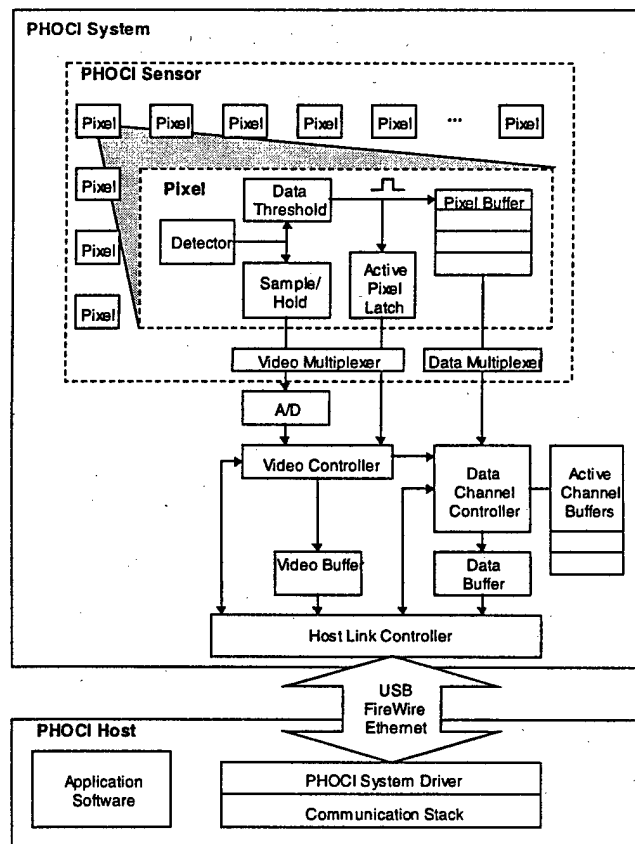 PHOCI System
PHOCI Sensor
Pixel Pixel Pixel Pixel Pixel ... Pixel
Pixel
Pixel
Pixel
Pixel
Data
Threshold
Pixel Buffer
Detector
Sample/
Hold
Active
Pixel
Latch
Video Multiplexer
Data Multiplexer
A/D
Video Controller
Data
Channel
Controller
Active
Channel
Buffers
Video Buffer
Data
Buffer
Host Link Controller
USB
FireWire
Ethernet
PHOCI Host
Application
Software
PHOCI System Driver
Communication Stack